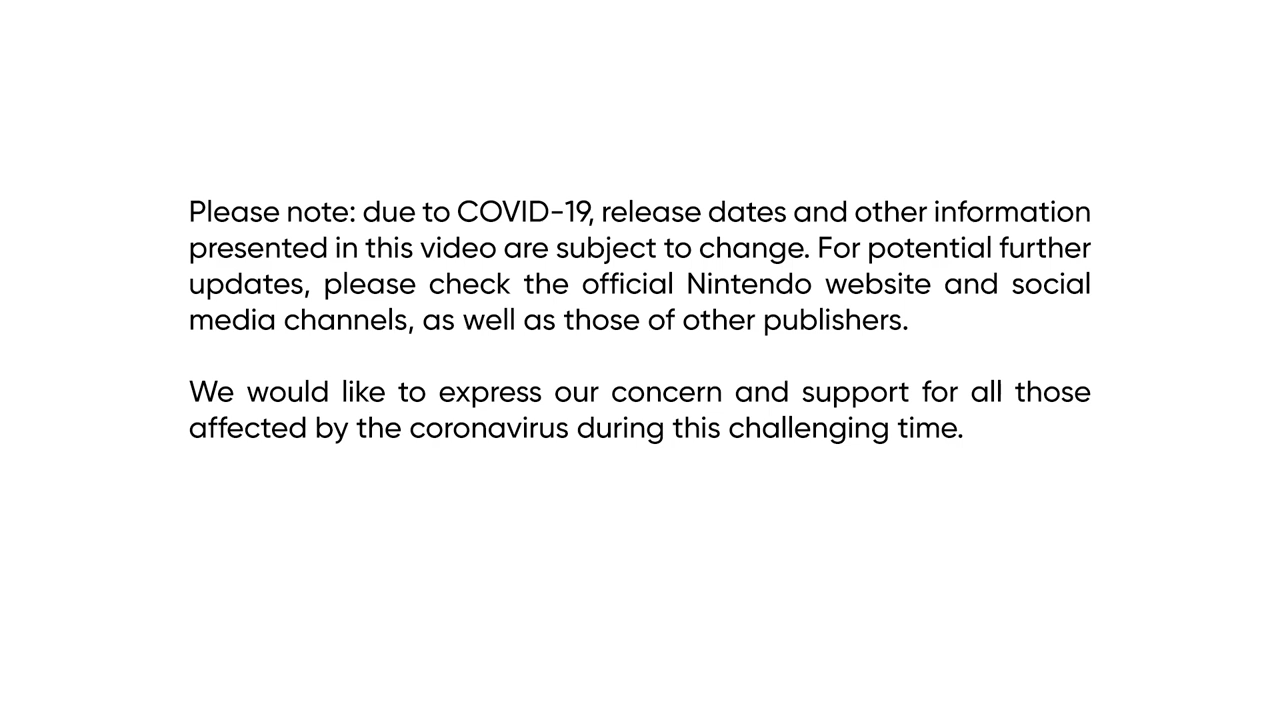 Please note: due to COVID-19, release dates and other information
presented in this video are subject to change. For potential further
updates, please check the official Nintendo website and social
media channels, as well as those of other publishers.
We would like to express our concern and support for all those
affected by the coronavirus during this challenging time.